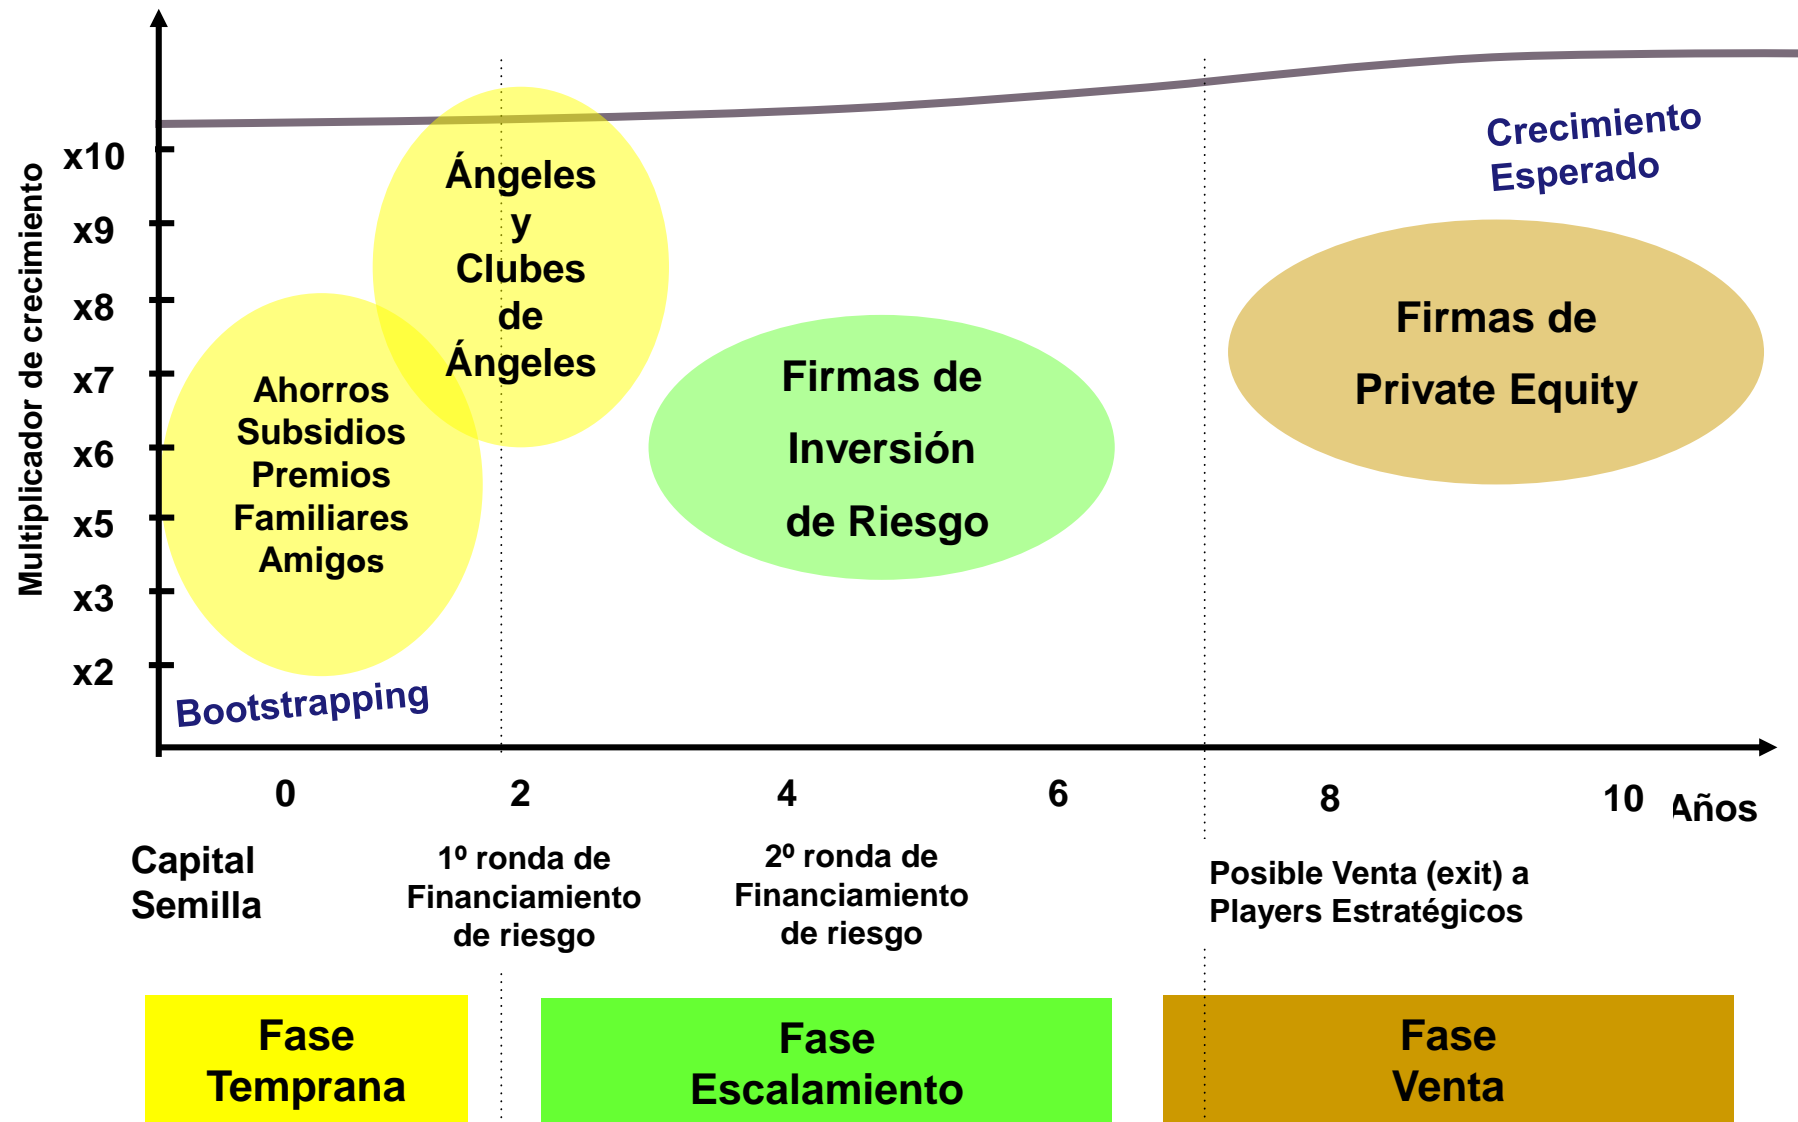 Multiplicador de crecimiento
x10
x9
x8
x7
x6
x5
x3
x2
Ángeles
y
Clubes
de
Ángeles
Ahorros
Subsidios
Premios
Familiares
Amigos
Bootstrapping
Firmas de
Inversión
de Riesgo
Crecimiento
Esperado
Firmas de
Private Equity
0
2
4
6
8
10
Años
Capital
Semilla
1º ronda de
Financiamiento
de riesgo
2º ronda de
Financiamiento
de riesgo
Posible Venta (exit) a
Players Estratégicos
Fase
Temprana
Fase
Escalamiento
Fase
Venta